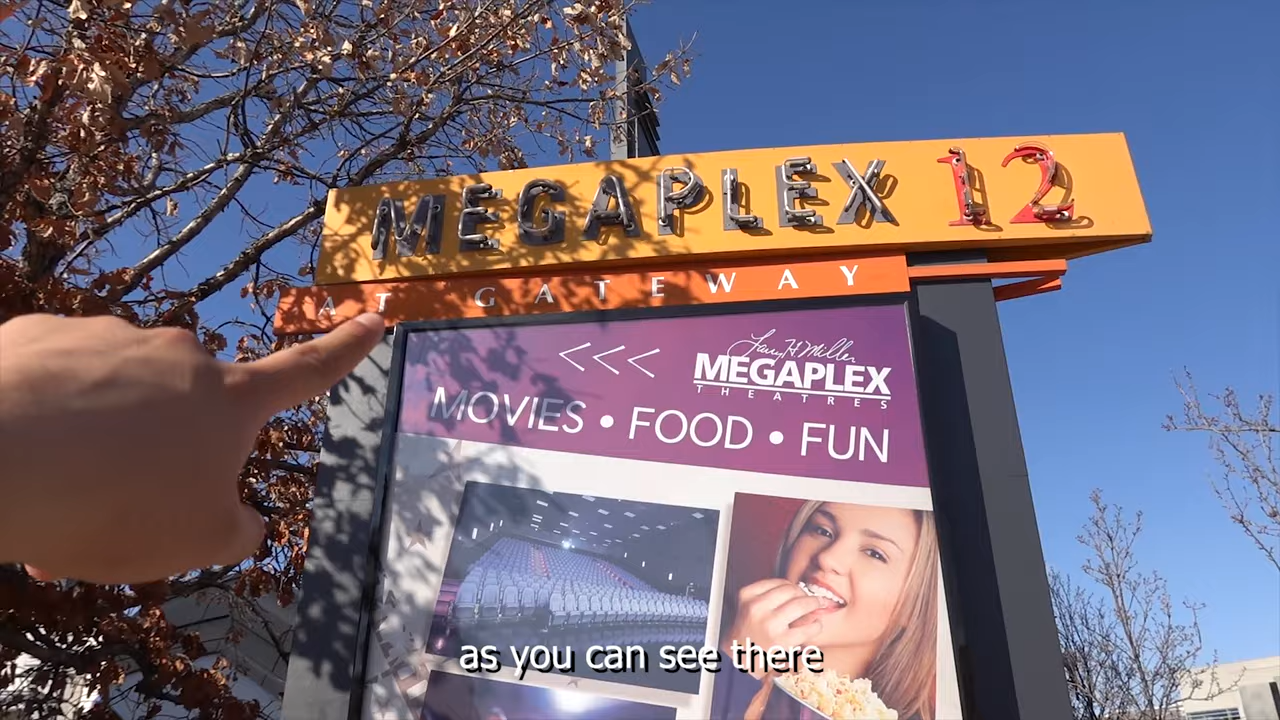 MEGAPLEX 12
AT GATEWAY
<<<
Larry H. Miller
MEGAPLEX
THEATRES
MOVIES • FOOD • FUN
as you can see there